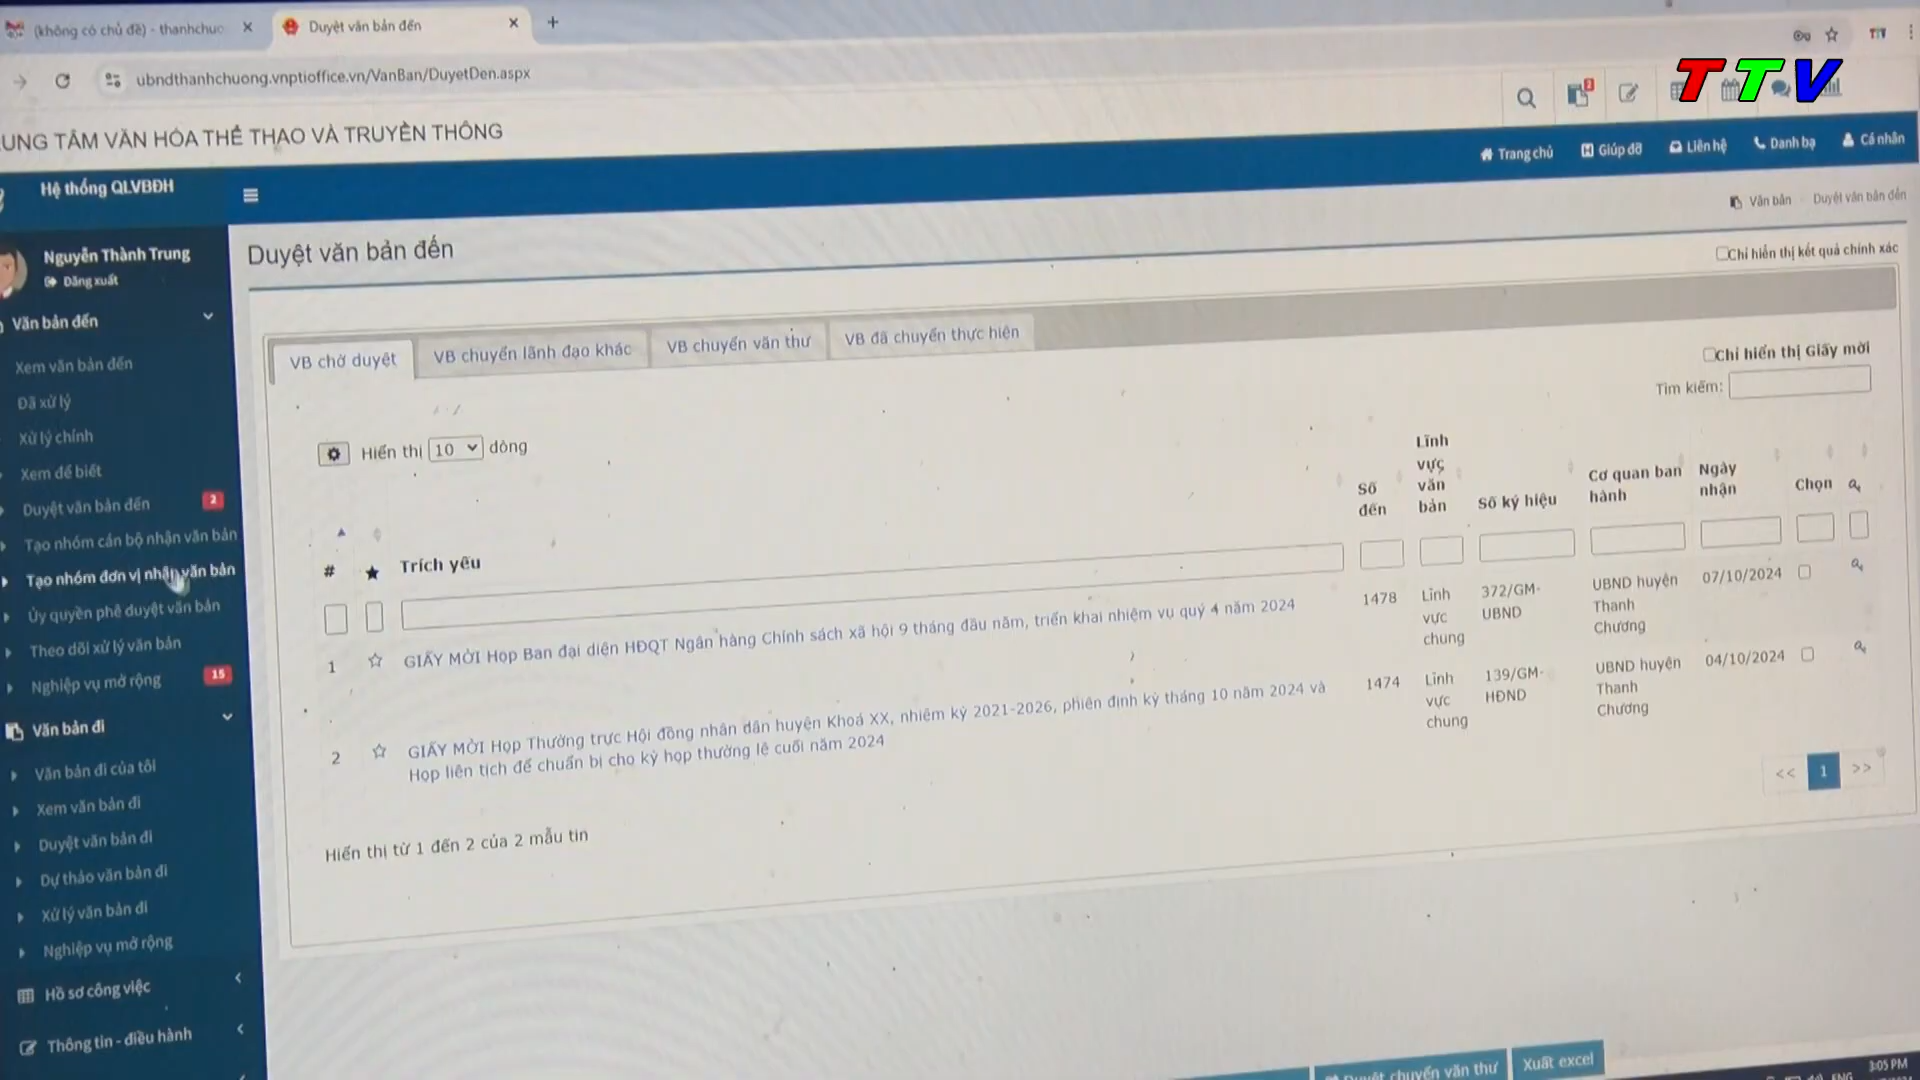 (không có chủ đề) - thanhchuo
Duyệt văn bản đến
ubndthanhchuong.vnptioffice.vn/VanBan/DuyetDen.aspx
TTV
2
UNG TÂM VĂN HÓA THỂ THAO VÀ TRUYỀN THÔNG
Trang chủ
Giúp đỡ
Liên hệ
Danh bạ
Cá nhân
Hệ thống QLVBĐH
Văn bản
Duyệt văn bản đến
Nguyễn Thành Trung
Đăng xuất
Duyệt văn bản đến
Chỉ hiển thị kết quả chính xác
Văn bản đến
Xem văn bản đến
Đã xử lý
Xử lý chính
Xem để biết
Duyệt văn bản đến 2
Tạo nhóm cán bộ nhận văn bản
Tạo nhóm đơn vị nhận văn bản
Ủy quyền phê duyệt văn bản
Theo dõi xử lý văn bản
Nghiệp vụ mở rộng 15
Văn bản đi
Văn bản đi của tôi
Xem văn bản đi
Duyệt văn bản đi
Dự thảo văn bản đi
Xử lý văn bản đi
Nghiệp vụ mở rộng
Hồ sơ công việc
Thông tin - điều hành
VB chờ duyệt
VB chuyển lãnh đạo khác
VB chuyển văn thư
VB đã chuyển thực hiện
Chỉ hiển thị Giấy mời
Tìm kiếm:
Hiển thị 10 dòng
#
Trích yếu
Số đến
Lĩnh vực văn bản
Số ký hiệu
Cơ quan ban hành
Ngày nhận
Chọn
1
GIẤY MỜI Họp Ban đại diện HĐQT Ngân hàng Chính sách xã hội 9 tháng đầu năm, triển khai nhiệm vụ quý 4 năm 2024
1478
Lĩnh vực chung
372/GM-UBND
UBND huyện Thanh Chương
07/10/2024
2
GIẤY MỜI Họp Thường trực Hội đồng nhân dân huyện Khoá XX, nhiệm kỳ 2021-2026, phiên định kỳ tháng 10 năm 2024 và
Họp liên tịch để chuẩn bị cho kỳ họp thường lệ cuối năm 2024
1474
Lĩnh vực chung
139/GM-HĐND
UBND huyện Thanh Chương
04/10/2024
<< 1 >>
Hiển thị từ 1 đến 2 của 2 mẫu tin
Duyệt chuyển văn thư
Xuất excel
ENG
3:05 PM